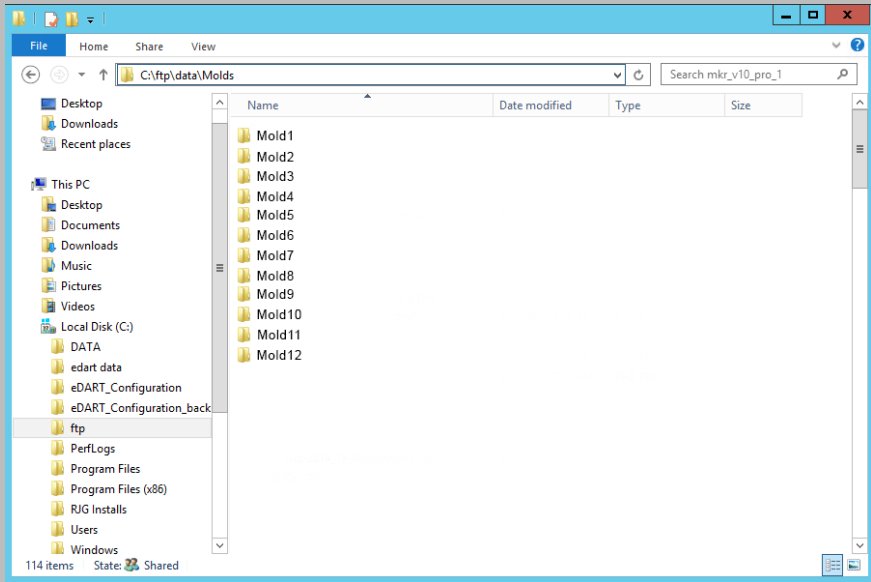 File Home Share View
C:\ftp\data\Molds Search mkr_v10_pro_1
Name Date modified Type Size
Desktop
Downloads
Recent places
This PC
Desktop
Documents
Downloads
Music
Pictures
Videos
Local Disk (C:)
DATA
edart data
eDART_Configuration
eDART_Configuration_back
ftp
PerfLogs
Program Files
Program Files (x86)
RJG Installs
Users
Windows
Mold1
Mold2
Mold3
Mold4
Mold5
Mold6
Mold7
Mold8
Mold9
Mold10
Mold11
Mold12
114 items State: Shared